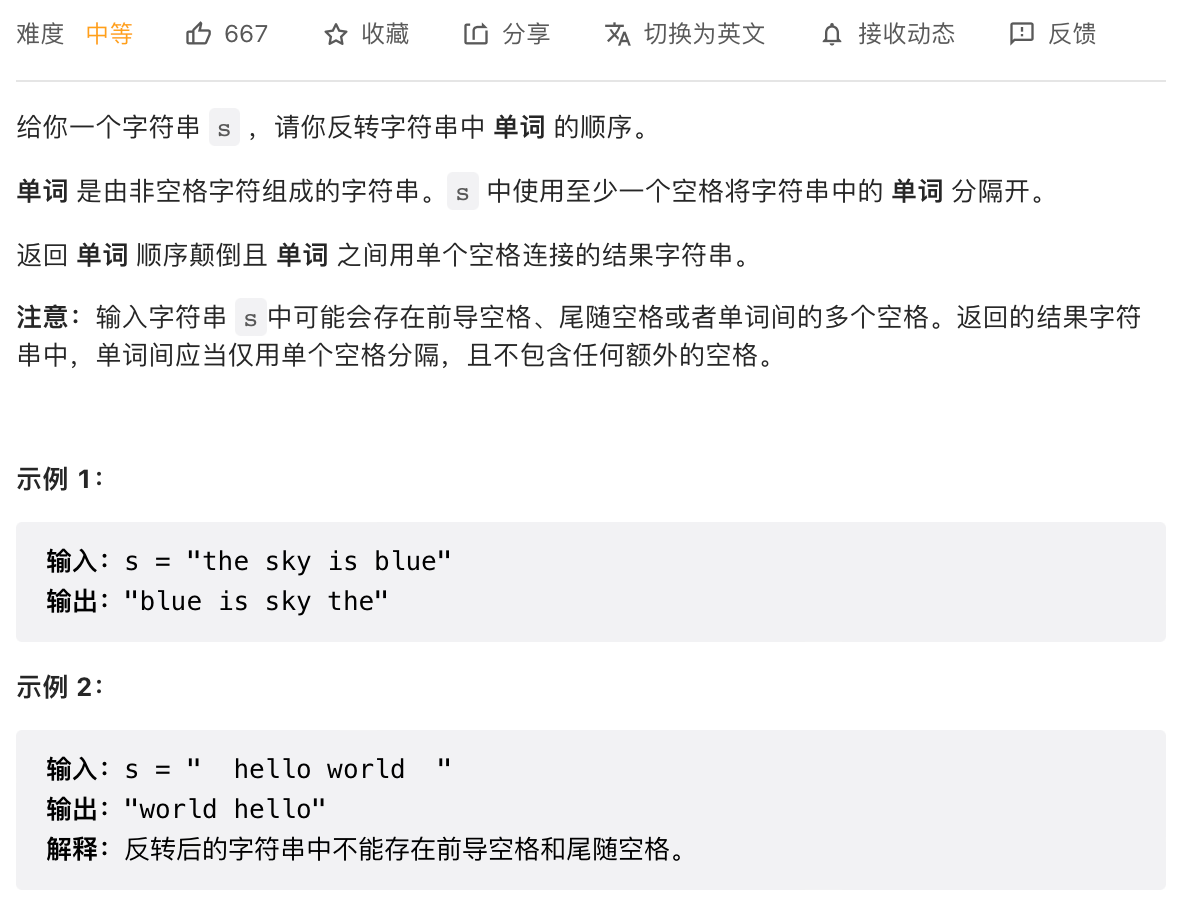 难度 中等 667 收藏 分享 切换为英文 接收动态 反馈
给你一个字符串 s ，请你反转字符串中 单词 的顺序。
单词 是由非空格字符组成的字符串。s 中使用至少一个空格将字符串中的 单词 分隔开。
返回 单词 顺序颠倒且 单词 之间用单个空格连接的结果字符串。
注意：输入字符串 s中可能会存在前导空格、尾随空格或者单词间的多个空格。返回的结果字符
串中，单词间应当仅用单个空格分隔，且不包含任何额外的空格。
示例 1：
输入：s = "the sky is blue"
输出："blue is sky the"
示例 2：
输入：s = "  hello world  "
输出："world hello"
解释：反转后的字符串中不能存在前导空格和尾随空格。